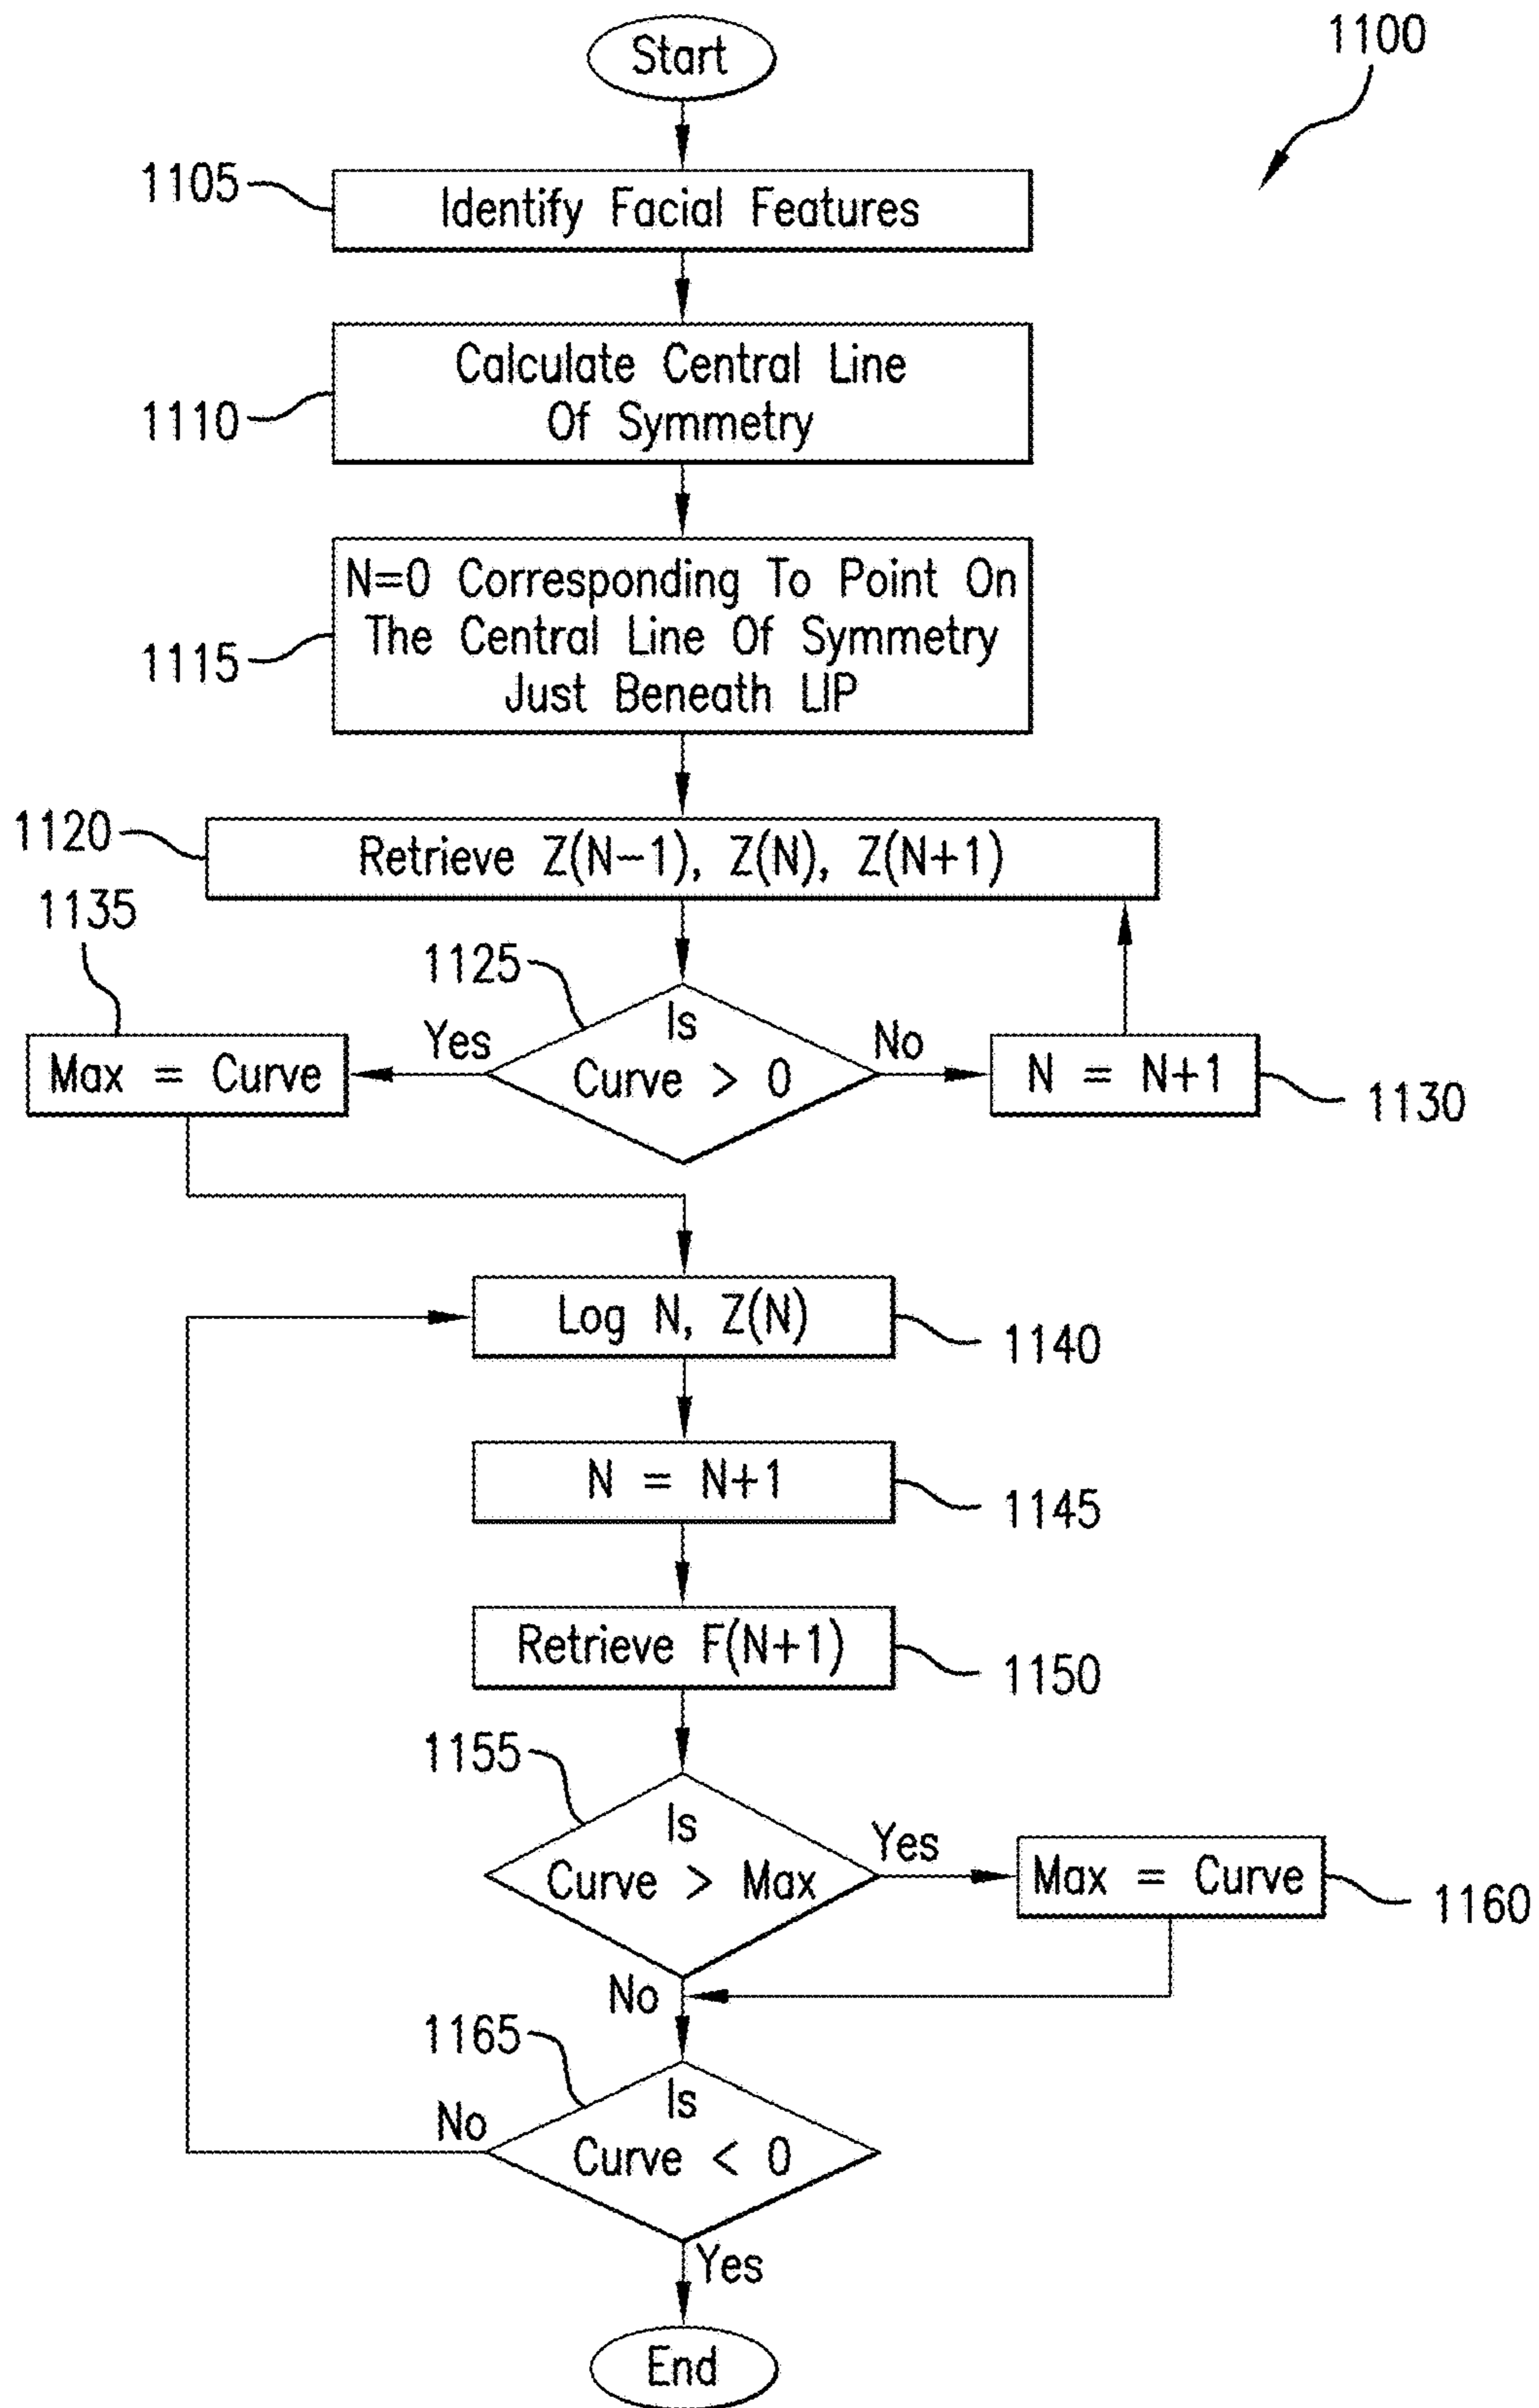 Start
1100
1105
Identify Facial Features
Calculate Central Line
Of Symmetry
1110
N=0 Corresponding To Point On
The Central Line Of Symmetry
Just Beneath LIP
1115
1120
Retrieve Z(N-1), Z(N), Z(N+1)
1135
1125
Is
Curve > 0
Yes
No
Max = Curve
N = N+1
1130
Log N, Z(N)
1140
N = N+1
1145
Retrieve F(N+1)
1150
1155
Is
Curve > Max
Yes
Max = Curve
1160
No
1165
Is
Curve < 0
No
Yes
End